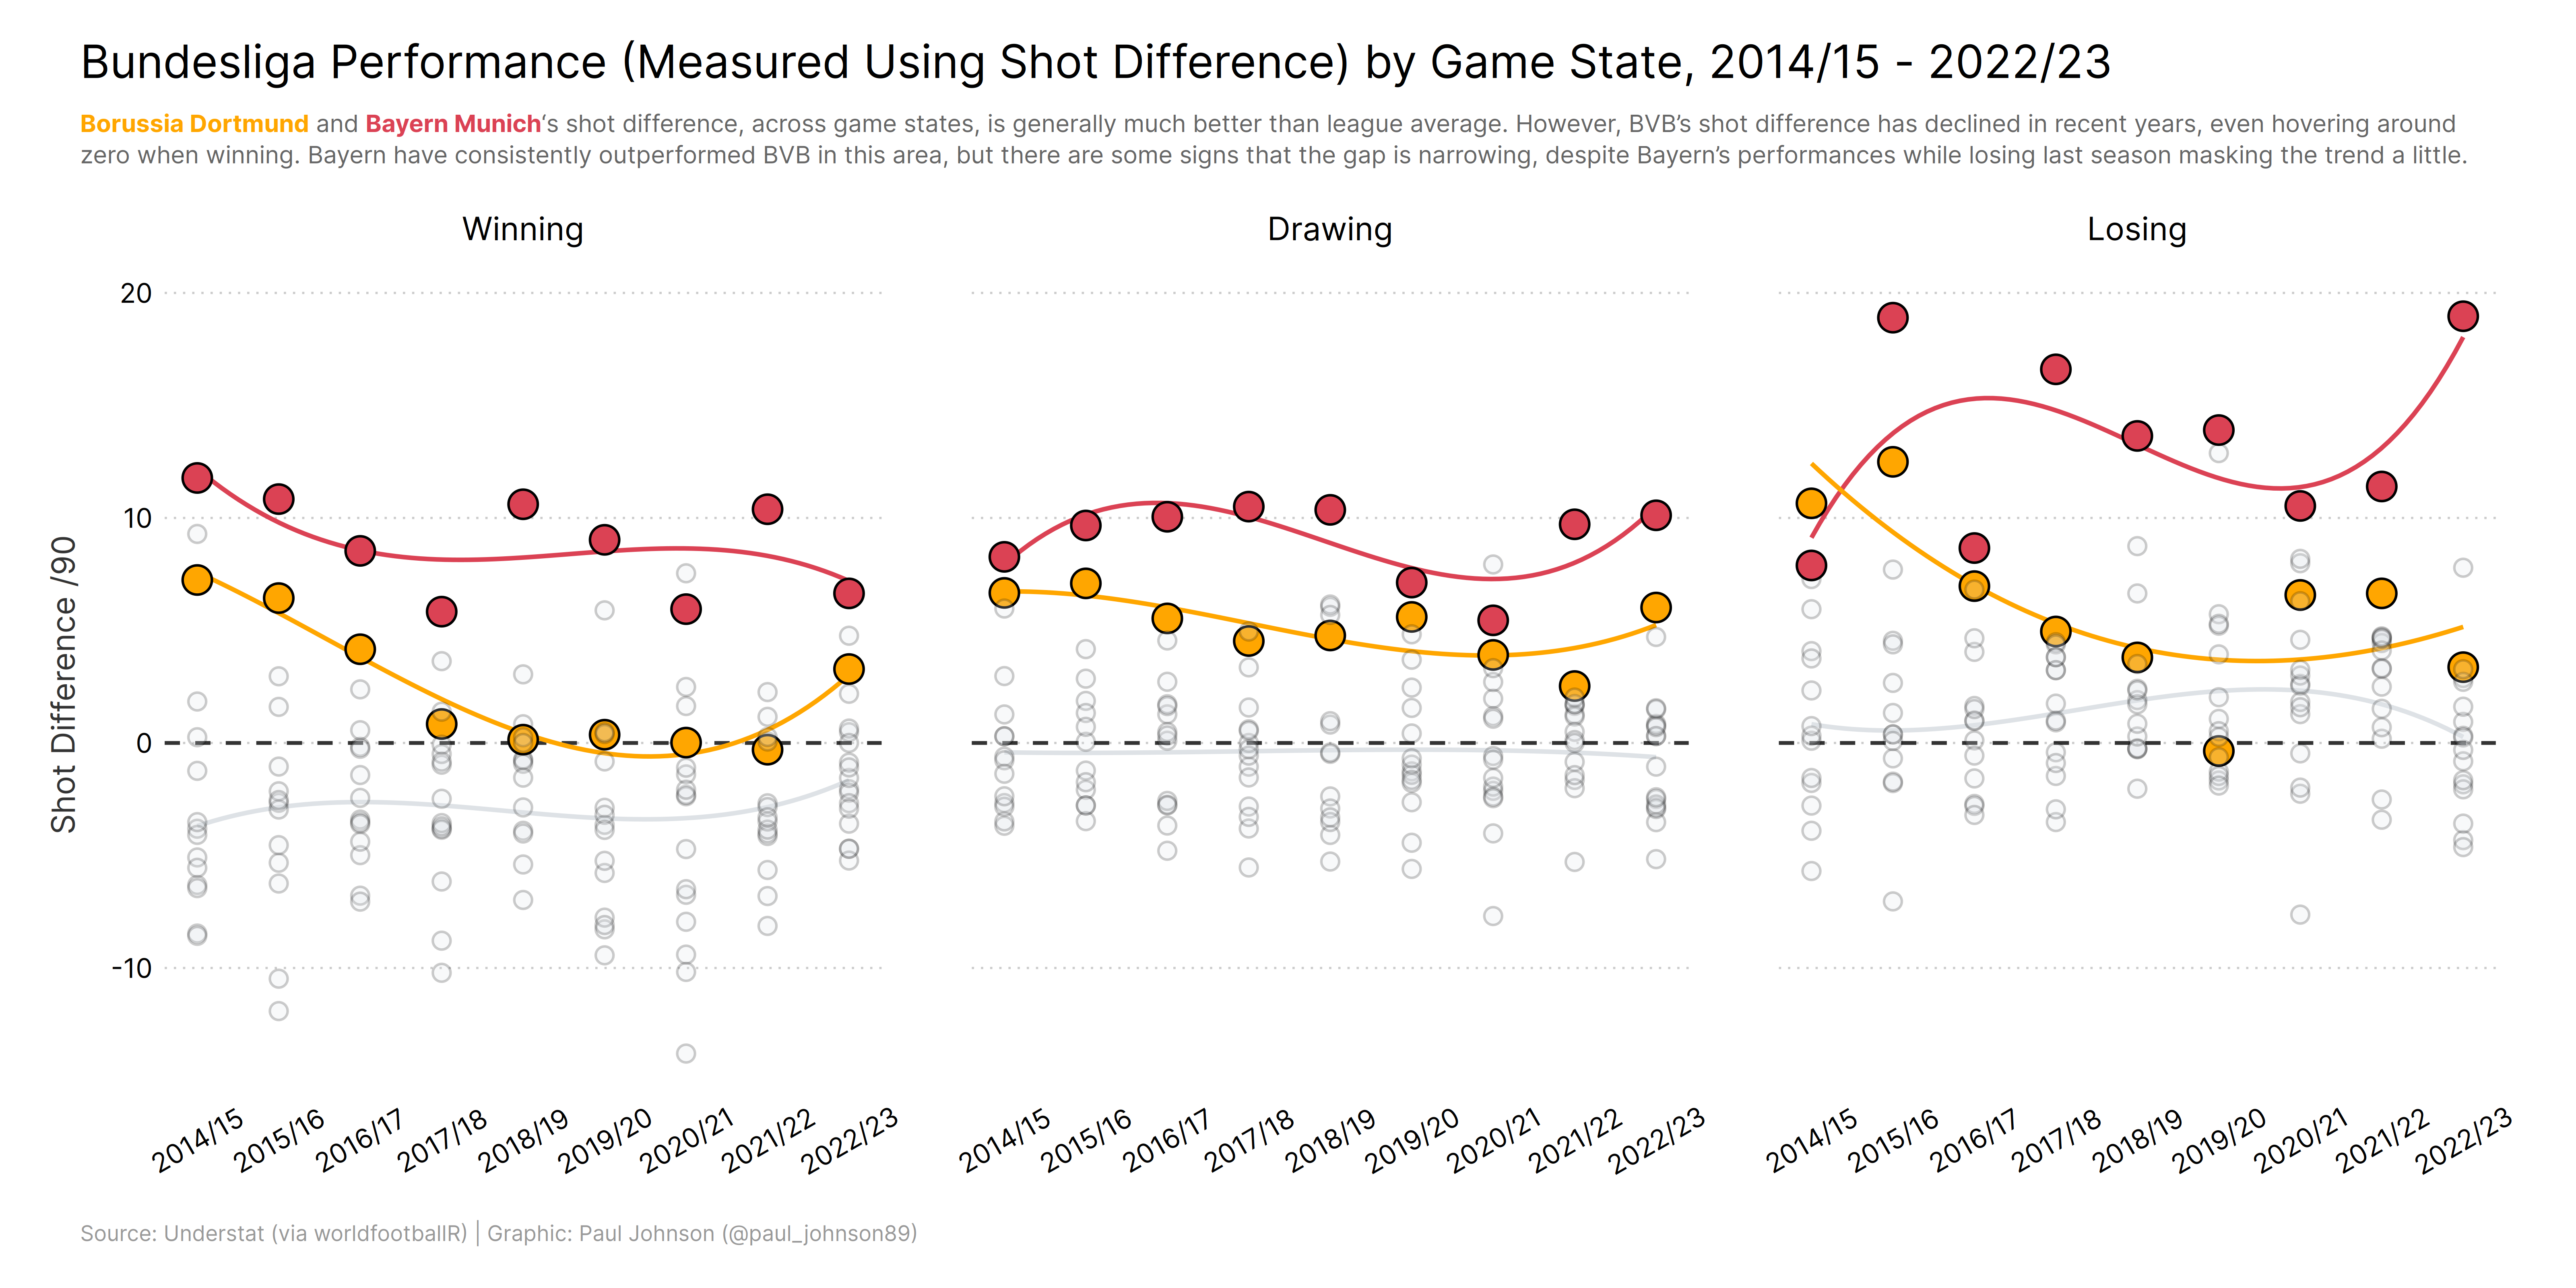 Bundesliga Performance (Measured Using Shot Difference) by Game State, 2014/15 - 2022/23
Borussia Dortmund and Bayern Munich‘s shot difference, across game states, is generally much better than league average. However, BVB’s shot difference has declined in recent years, even hovering around
zero when winning. Bayern have consistently outperformed BVB in this area, but there are some signs that the gap is narrowing, despite Bayern’s performances while losing last season masking the trend a little.
Winning
Drawing
Losing
Shot Difference /90
20
10
0
-10
2014/15 2015/16 2016/17 2017/18 2018/19 2019/20 2020/21 2021/22 2022/23
2014/15 2015/16 2016/17 2017/18 2018/19 2019/20 2020/21 2021/22 2022/23
2014/15 2015/16 2016/17 2017/18 2018/19 2019/20 2020/21 2021/22 2022/23
Source: Understat (via worldfootballR) | Graphic: Paul Johnson (@paul_johnson89)